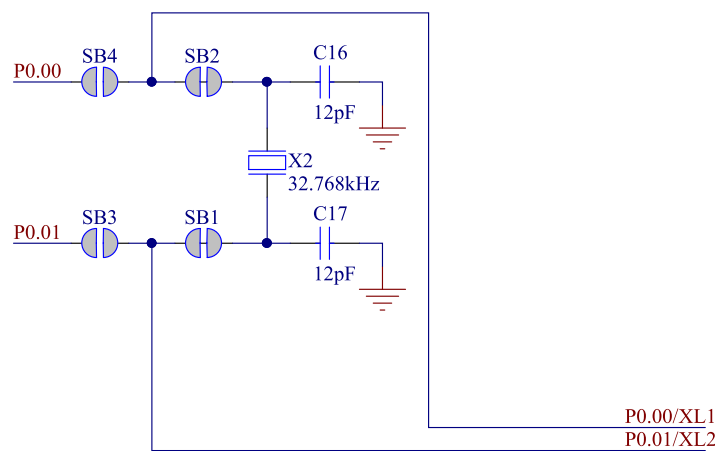 SB4
SB2
C16
P0.00
12pF
X2
32.768kHz
SB3
SB1
C17
P0.01
12pF
P0.00/XL1
P0.01/XL2